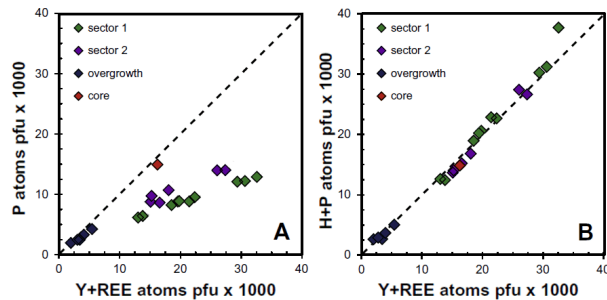 40
30
20
10
0
P atoms pfu x 1000
sector 1
sector 2
overgrowth
core
A
0
10
20
30
40
Y+REE atoms pfu x 1000
40
30
20
10
0
H+P atoms pfu x 1000
sector 1
sector 2
overgrowth
core
B
0
10
20
30
40
Y+REE atoms pfu x 1000